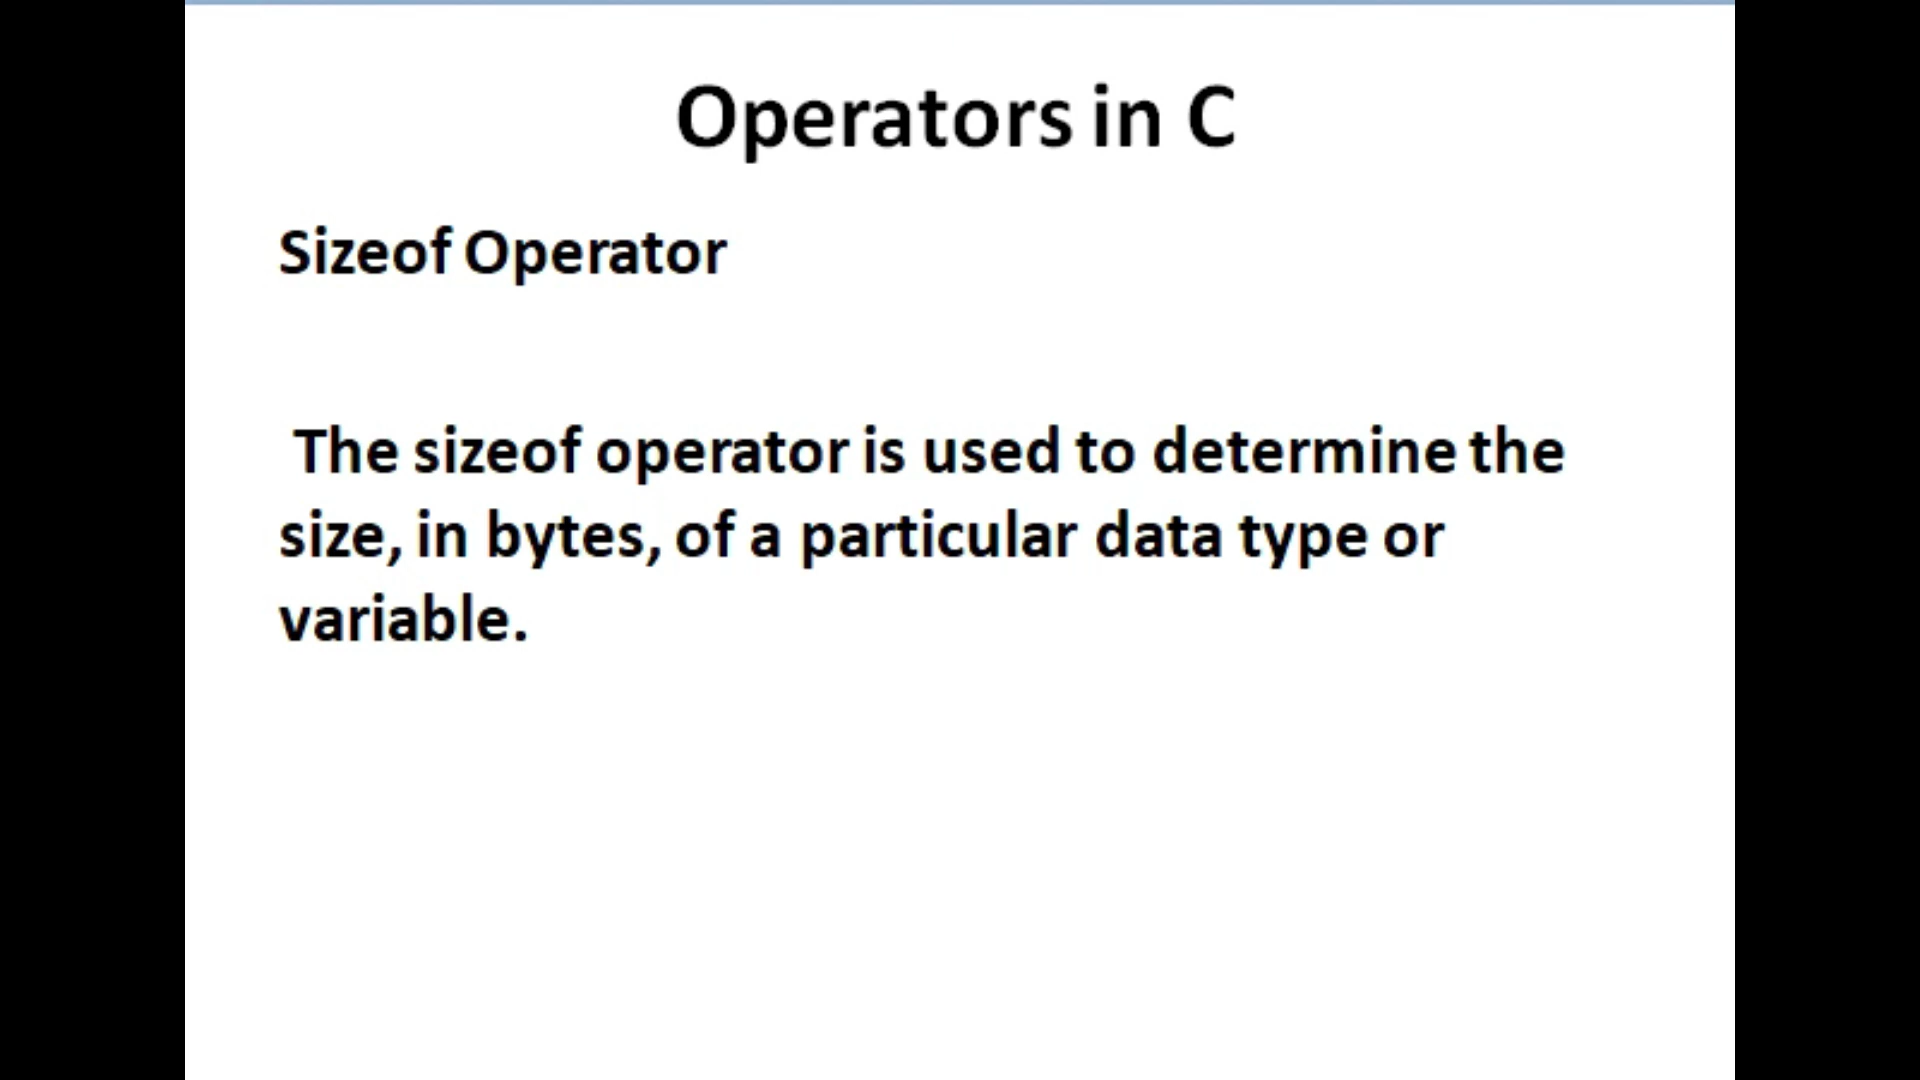 Operators in C
Sizeof Operator
The sizeof operator is used to determine the
size, in bytes, of a particular data type or
variable.